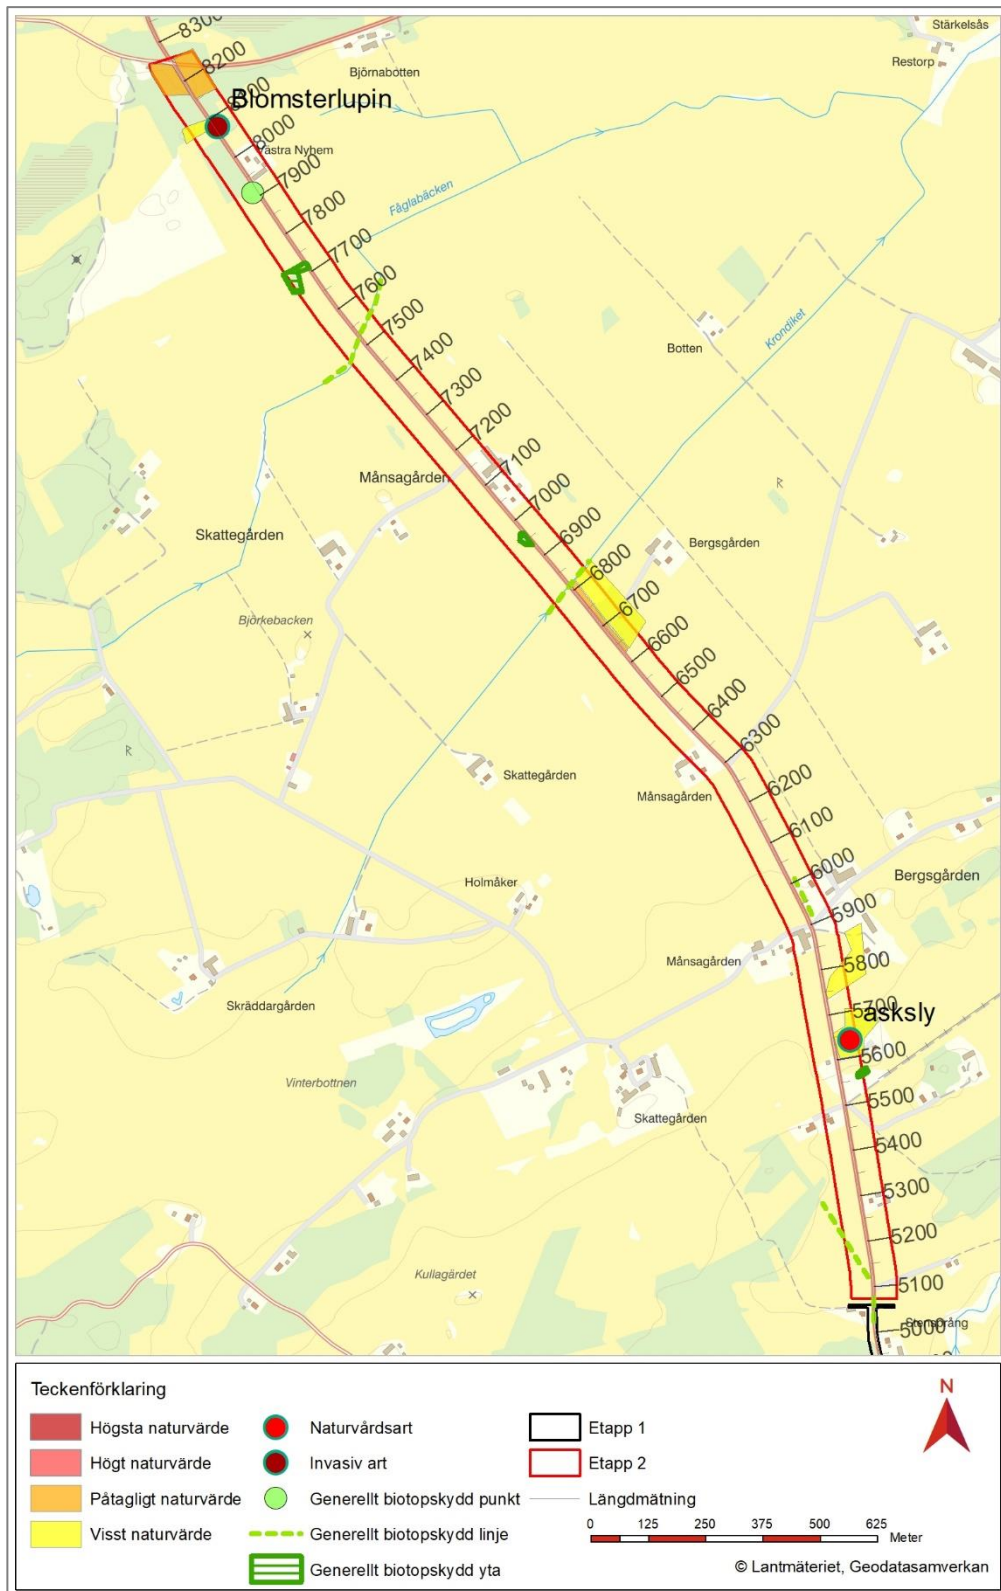 8300
Stärkelsås
Restorp
Björnabotten
8200
Blomsterlupin
8000
Västra Nyhem
7900
Fåglabäcken
7800
7700
7600
7500
Krondiket
Botten
7400
7300
7200
Månsagården
7100
7000
Skattegården
6900
Bergsgården
6800
6700
Björkebacken
6600
6500
6400
6300
Skattegården
Månsagården
6200
6100
6000
Holmåker
Bergsgården
5900
Månsagården
5800
Skräddargården
5700
asksly
5600
Vinterbottnen
5500
Skattegården
5400
5300
5200
Kullagärdet
5100
Stensprång
5000
Teckenförklaring
Högsta naturvärde
Högt naturvärde
Påtagligt naturvärde
Visst naturvärde
Naturvårdsart
Invasiv art
Generellt biotopskydd punkt
Generellt biotopskydd linje
Generellt biotopskydd yta
Etapp 1
Etapp 2
Längdmätning
N
0 125 250 375 500 625
Meter
© Lantmäteriet, Geodatasamverkan